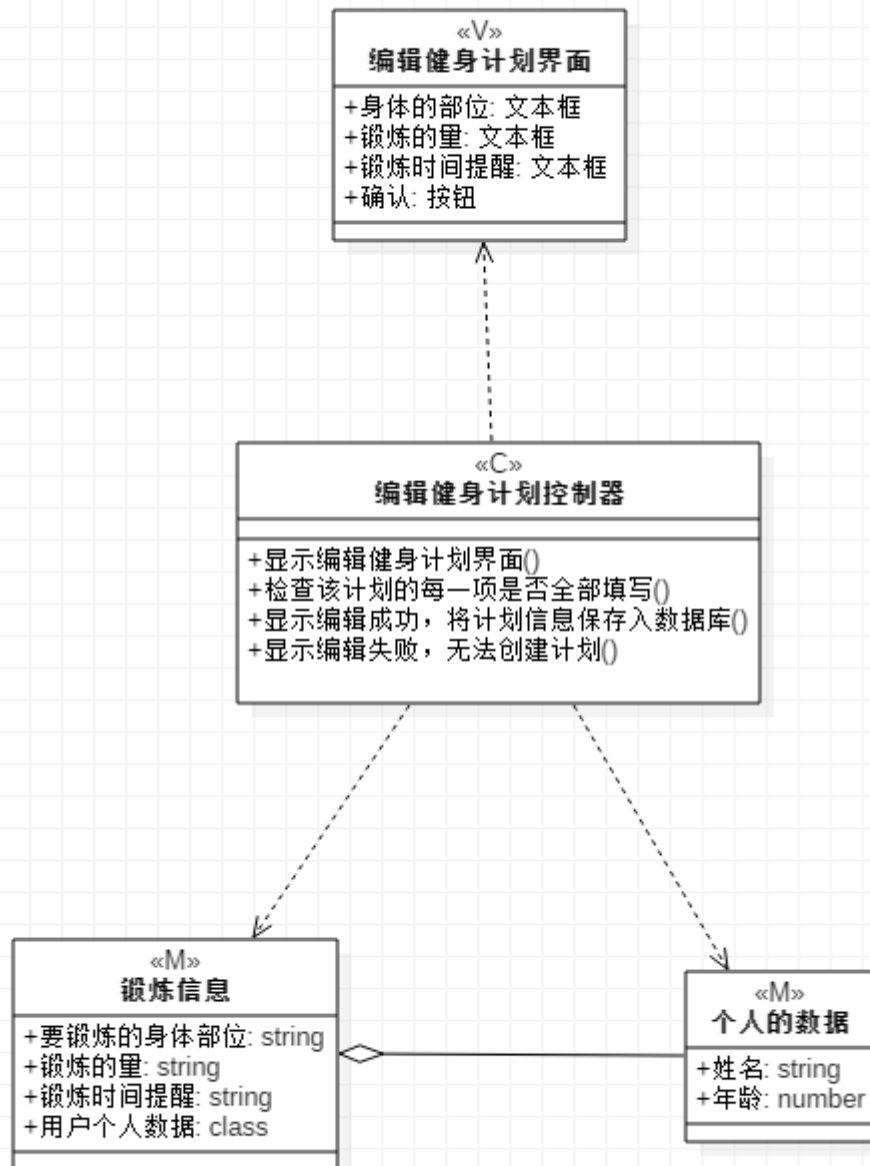 «V»
编辑健身计划界面
+身体的部位: 文本框
+锻炼的量: 文本框
+锻炼时间提醒: 文本框
+确认: 按钮
«C»
编辑健身计划控制器
+显示编辑健身计划界面()
+检查该计划的每一项是否全部填写()
+显示编辑成功，将计划信息保存入数据库()
+显示编辑失败，无法创建计划()
«M»
锻炼信息
+要锻炼的身体部位: string
+锻炼的量: string
+锻炼时间提醒: string
+用户个人数据: class
«M»
个人的数据
+姓名: string
+年龄: number